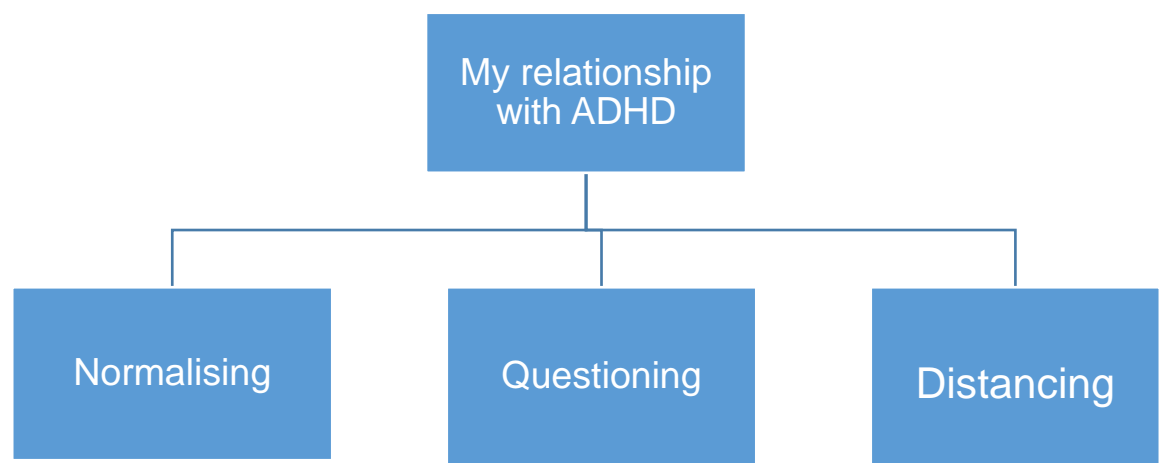 My relationship
with ADHD
Normalising
Questioning
Distancing